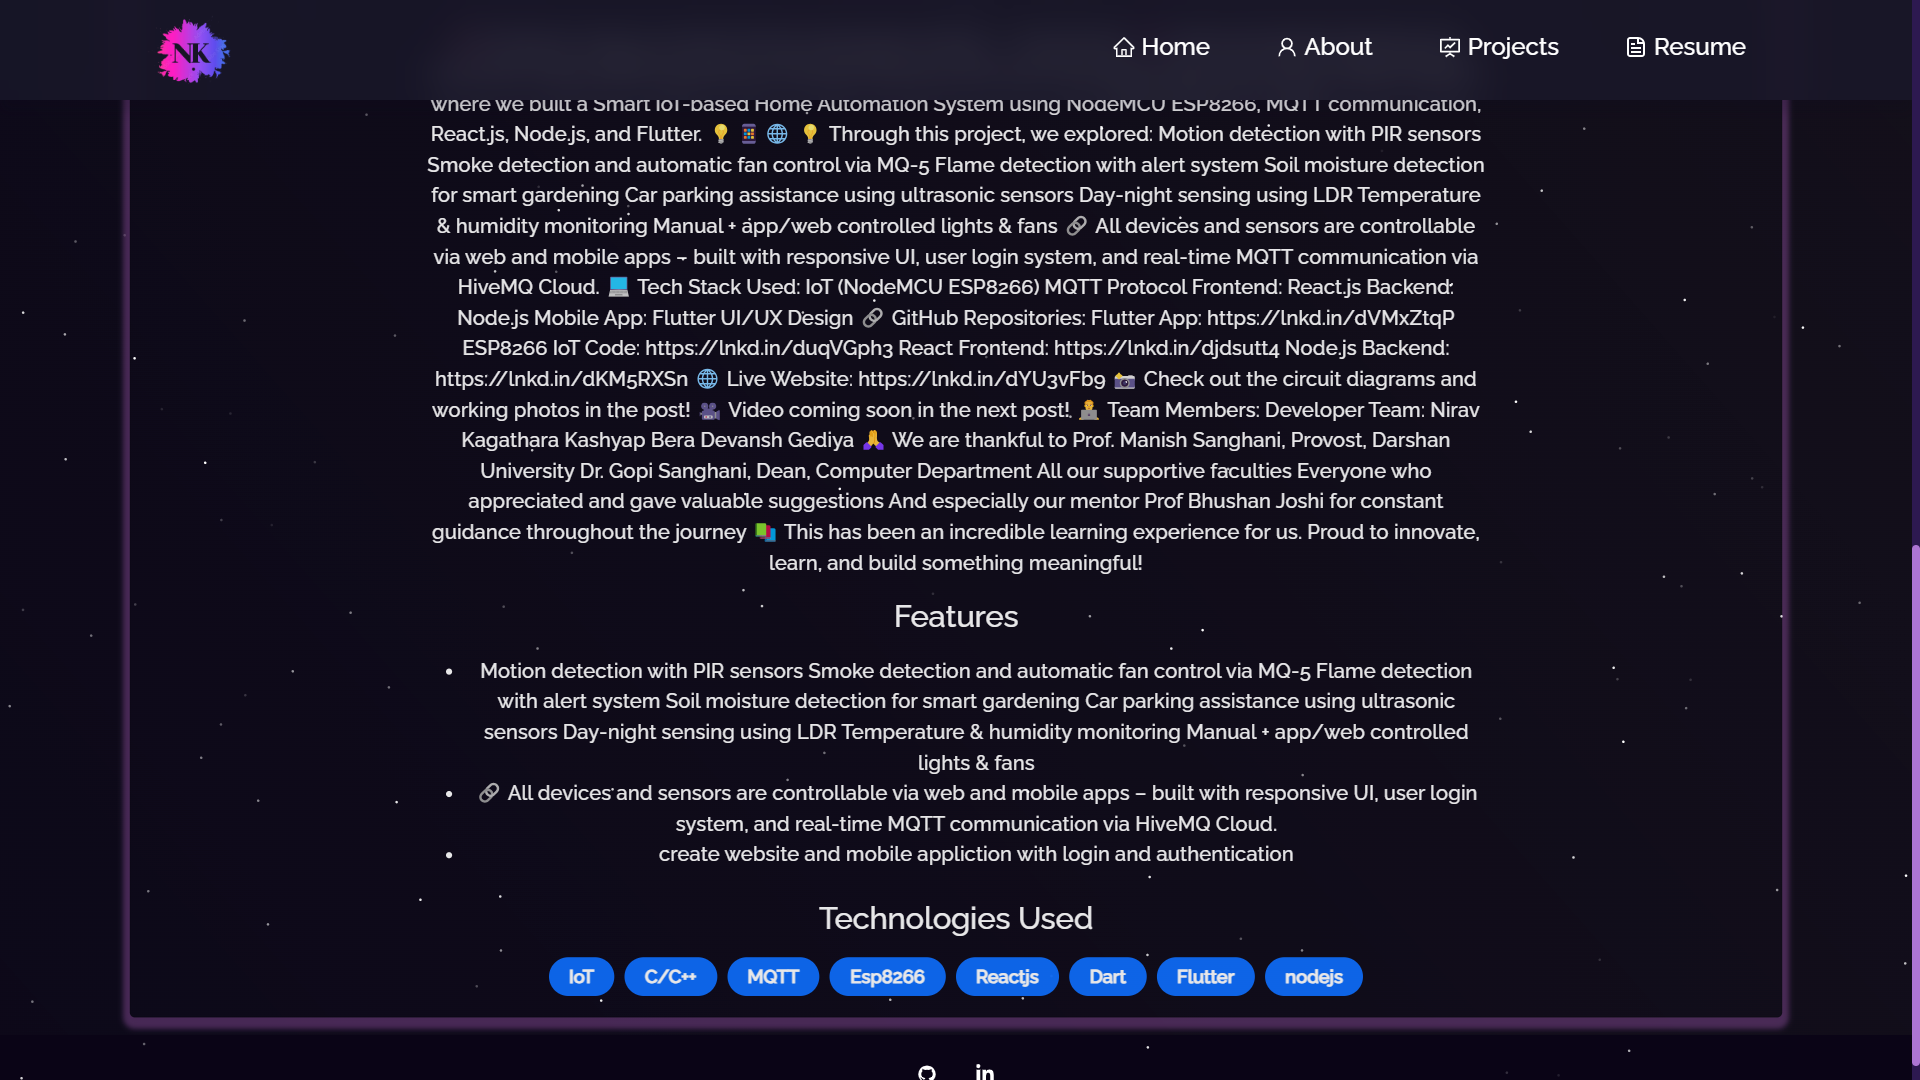 NK
Home
About
Projects
Resume
where we built a Smart IoT-based Home Automation System using NodeMCU ESP8266, MQTT communication,
React.js, Node.js, and Flutter. 💡 📱 🌐 💡 Through this project, we explored: Motion detection with PIR sensors
Smoke detection and automatic fan control via MQ-5 Flame detection with alert system Soil moisture detection
for smart gardening Car parking assistance using ultrasonic sensors Day-night sensing using LDR Temperature
& humidity monitoring Manual + app/web controlled lights & fans 🔗 All devices and sensors are controllable
via web and mobile apps – built with responsive UI, user login system, and real-time MQTT communication via
HiveMQ Cloud. 💻 Tech Stack Used: IoT (NodeMCU ESP8266) MQTT Protocol Frontend: React.js Backend:
Node.js Mobile App: Flutter UI/UX Design 🔗 GitHub Repositories: Flutter App: https://lnkd.in/dVMxZtqP
ESP8266 IoT Code: https://lnkd.in/duqVGph3 React Frontend: https://lnkd.in/djdsutt4 Node.js Backend:
https://lnkd.in/dKM5RXSn 🌐 Live Website: https://lnkd.in/dYU3vFb9 📸 Check out the circuit diagrams and
working photos in the post! 🎥 Video coming soon in the next post! 🧑‍💻 Team Members: Developer Team: Nirav
Kagathara Kashyap Bera Devansh Gediya 🙏 We are thankful to Prof. Manish Sanghani, Provost, Darshan
University Dr. Gopi Sanghani, Dean, Computer Department All our supportive faculties Everyone who
appreciated and gave valuable suggestions And especially our mentor Prof Bhushan Joshi for constant
guidance throughout the journey 📚 This has been an incredible learning experience for us. Proud to innovate,
learn, and build something meaningful!
Features
• Motion detection with PIR sensors Smoke detection and automatic fan control via MQ-5 Flame detection
with alert system Soil moisture detection for smart gardening Car parking assistance using ultrasonic
sensors Day-night sensing using LDR Temperature & humidity monitoring Manual + app/web controlled
lights & fans
• 🔗 All devices and sensors are controllable via web and mobile apps – built with responsive UI, user login
system, and real-time MQTT communication via HiveMQ Cloud.
• create website and mobile appliction with login and authentication
Technologies Used
IoT
C/C++
MQTT
Esp8266
Reactjs
Dart
Flutter
nodejs